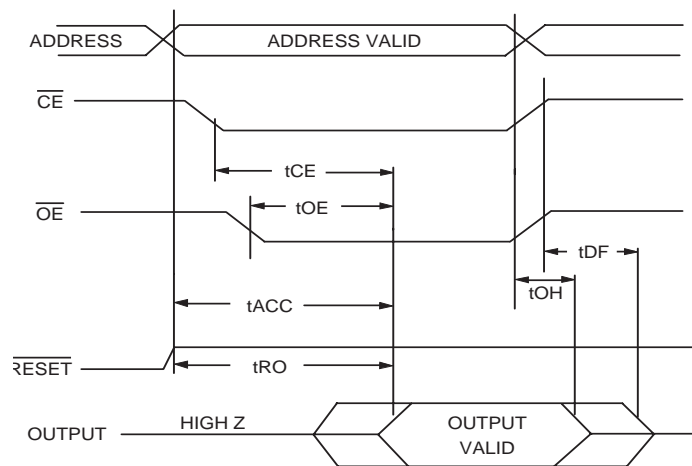 ADDRESS
ADDRESS VALID
CE
tCE
OE
tOE
tDF
tOH
tACC
RESET
tRO
OUTPUT
HIGH Z
OUTPUT
VALID